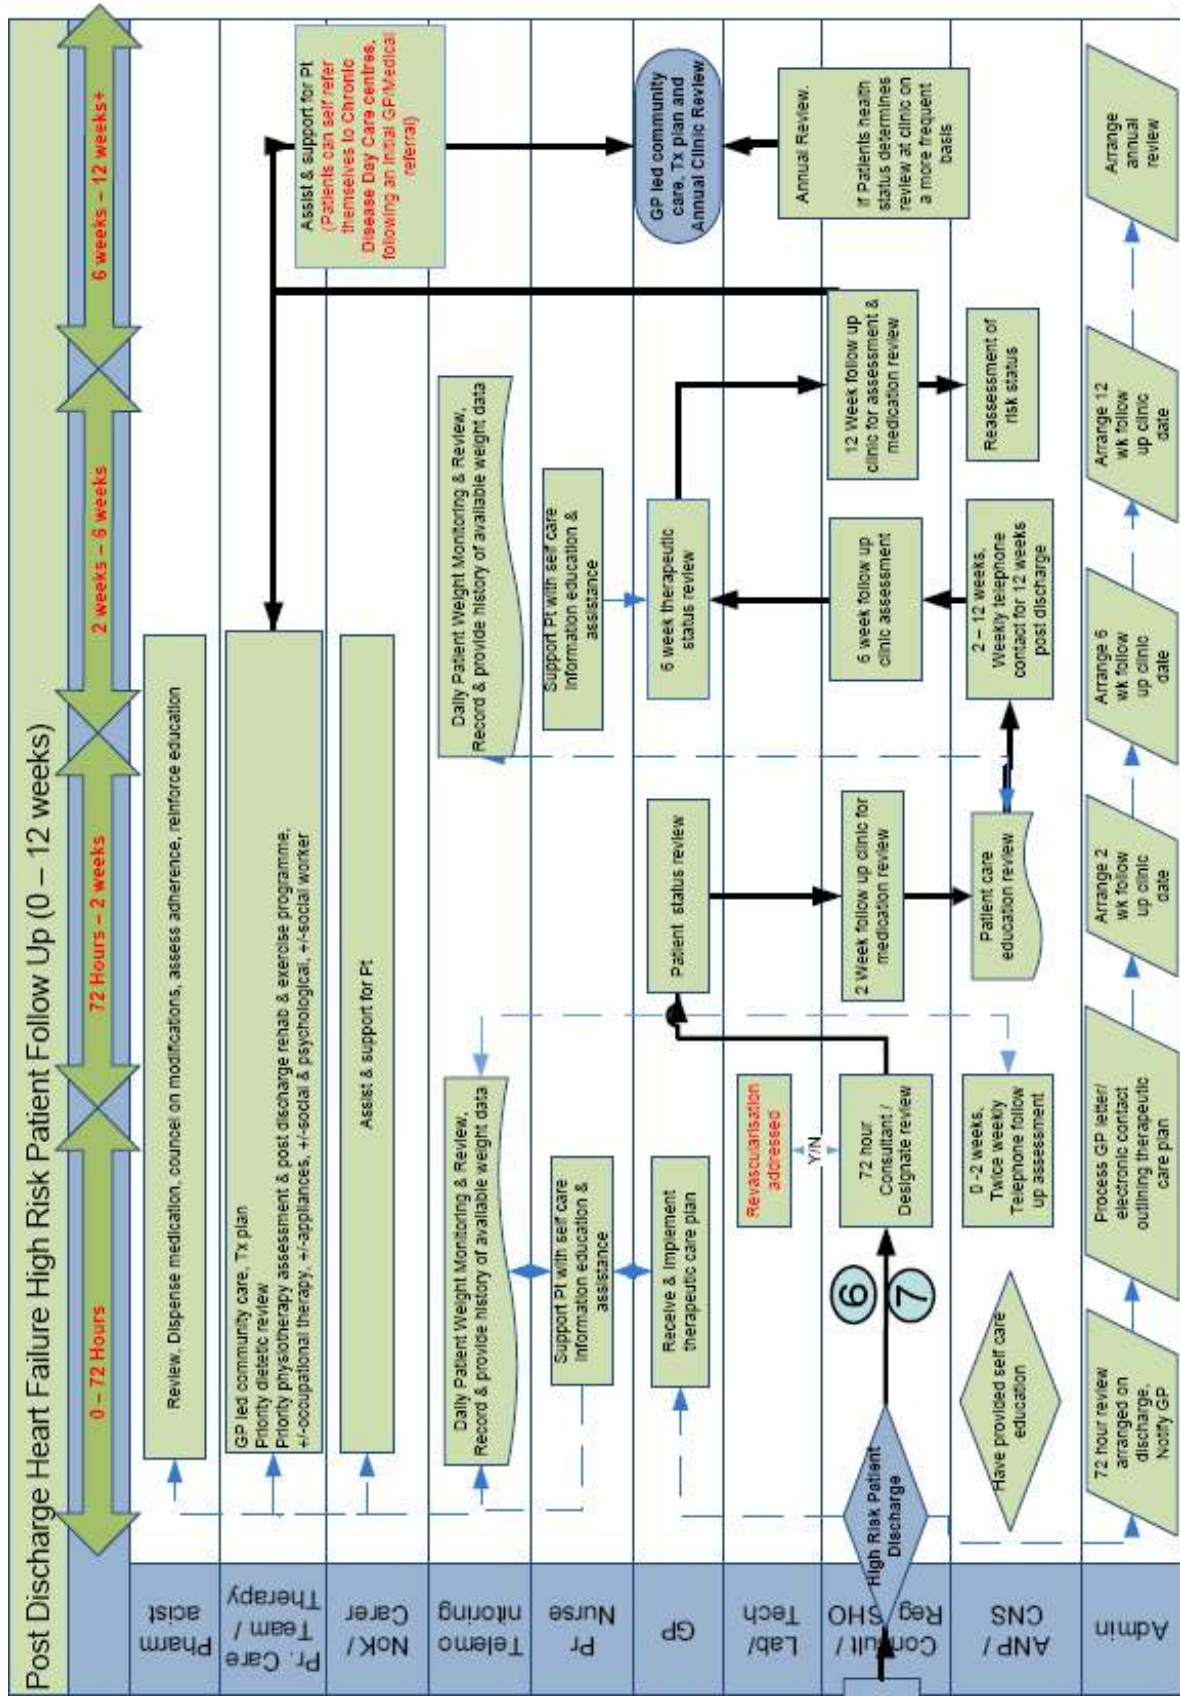 Post Discharge Heart Failure High Risk Patient Follow Up (0 – 12 weeks)
0 – 72 Hours
72 Hours – 2 weeks
2 weeks – 6 weeks
6 weeks – 12 weeks+
Pharm
acist
Review, Dispense medication, councel on modifications, assess adherence, reinforce education
Pr. Care
Team /
Therapy
GP led community care, Tx plan
Priority dietetic review
Priority physiotherapy assessment & post discharge rehab & exercise programme,
+/-occupational therapy, +/-appliances, +/-social & psychological, +/-social worker
Assist & support for Pt
(Patients can self refer
themselves to Chronic
Disease Day Care centres,
following an Initial GP/Medical
referral)
NoK /
Carer
Assist & support for Pt
Telemo
nitoring
Daily Patient Weight Monitoring & Review,
Record & provide history of available weight data
Daily Patient Weight Monitoring & Review,
Record & provide history of available weight data
Pr
Nurse
Support Pt with self care
Information education &
assistance
Support Pt with self care
Information education &
assistance
GP
Receive & Implement
therapeutic care plan
Patient status review
6 week therapeutic
status review
GP led community
care, Tx plan and
Annual Clinic Review
Lab/
Tech
Revascularisation
addressed
Y/N
Consult /
Reg SHO
High Risk Patient
Discharge
6
7
72 hour
Consultant /
Designate review
2 Week follow up clinic for
medication review
6 week follow up
clinic assessment
12 Week follow up
clinic for assessment &
medication review
Annual Review.
If Patients health
status determines
review at clinic on
a more frequent
basis
ANP /
CNS
Have provided self care
education
0 -2 weeks,
Twice weekly
Telephone follow
up assessment
Patient care
education review
2 – 12 weeks,
Weekly telephone
contact for 12 weeks
post discharge
Reassessment of
risk status
Admin
72 hour review
arranged on
discharge,
Notify GP
Process GP letter/
electronic contact
outlining therapeutic
care plan
Arrange 2
wk follow
up clinic
date
Arrange 6
wk follow
up clinic
date
Arrange 12
wk follow
up clinic
date
Arrange
annual
review